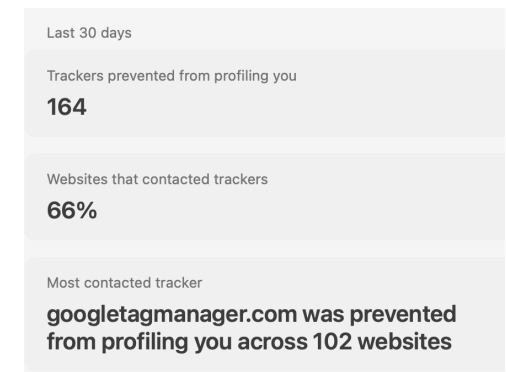 Last 30 days
Trackers prevented from profiling you
164
Websites that contacted trackers
66%
Most contacted tracker
googletagmanager.com was prevented
from profiling you across 102 websites